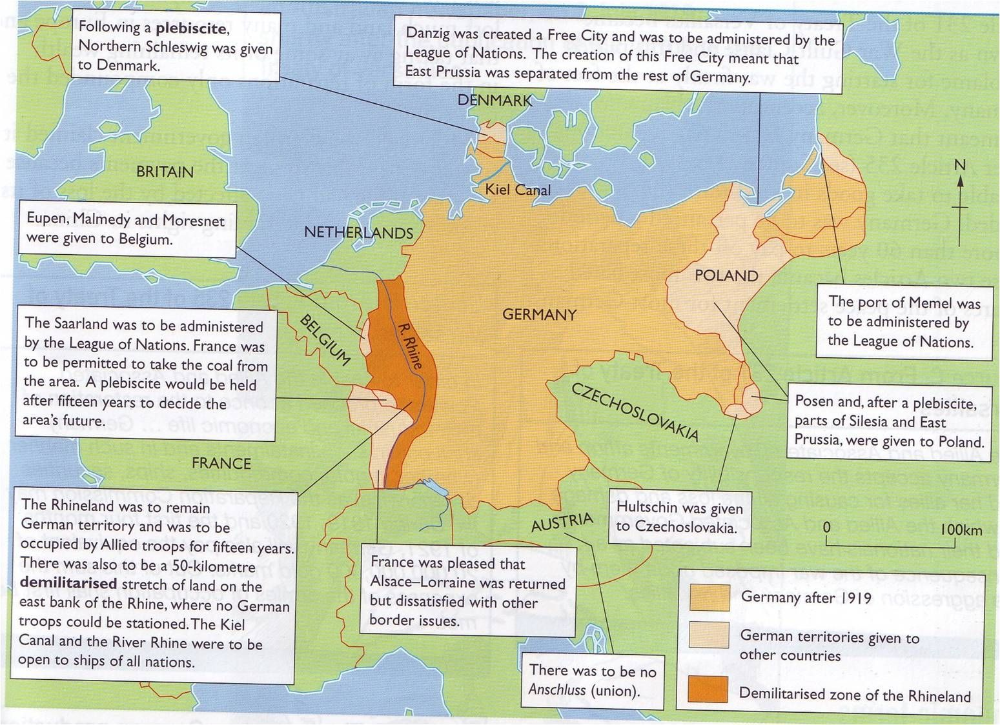 Following a plebiscite,
Northern Schleswig was given
to Denmark.
Danzig was created a Free City and was to be administered by the
League of Nations. The creation of this Free City meant that
East Prussia was separated from the rest of Germany.
DENMARK
BRITAIN
Kiel Canal
N
Eupen, Malmedy and Moresnet
were given to Belgium.
NETHERLANDS
POLAND
GERMANY
The port of Memel was
to be administered by
the League of Nations.
The Saarland was to be administered
by the League of Nations. France was
to be permitted to take the coal from
the area. A plebiscite would be held
after fifteen years to decide the
area's future.
BELGIUM
R. Rhine
CZECHOSLOVAKIA
Posen and, after a plebiscite,
parts of Silesia and East
Prussia, were given to Poland.
FRANCE
The Rhineland was to remain
German territory and was to be
occupied by Allied troops for fifteen years.
There was also to be a 50-kilometre
demilitarised stretch of land on the
east bank of the Rhine, where no German
troops could be stationed. The Kiel
Canal and the River Rhine were to be
open to ships of all nations.
AUSTRIA
Hultschin was given
to Czechoslovakia.
0 100km
France was pleased that
Alsace–Lorraine was returned
but dissatisfied with other
border issues.
There was to be no
Anschluss (union).
Germany after 1919
German territories given to
other countries
Demilitarised zone of the Rhineland